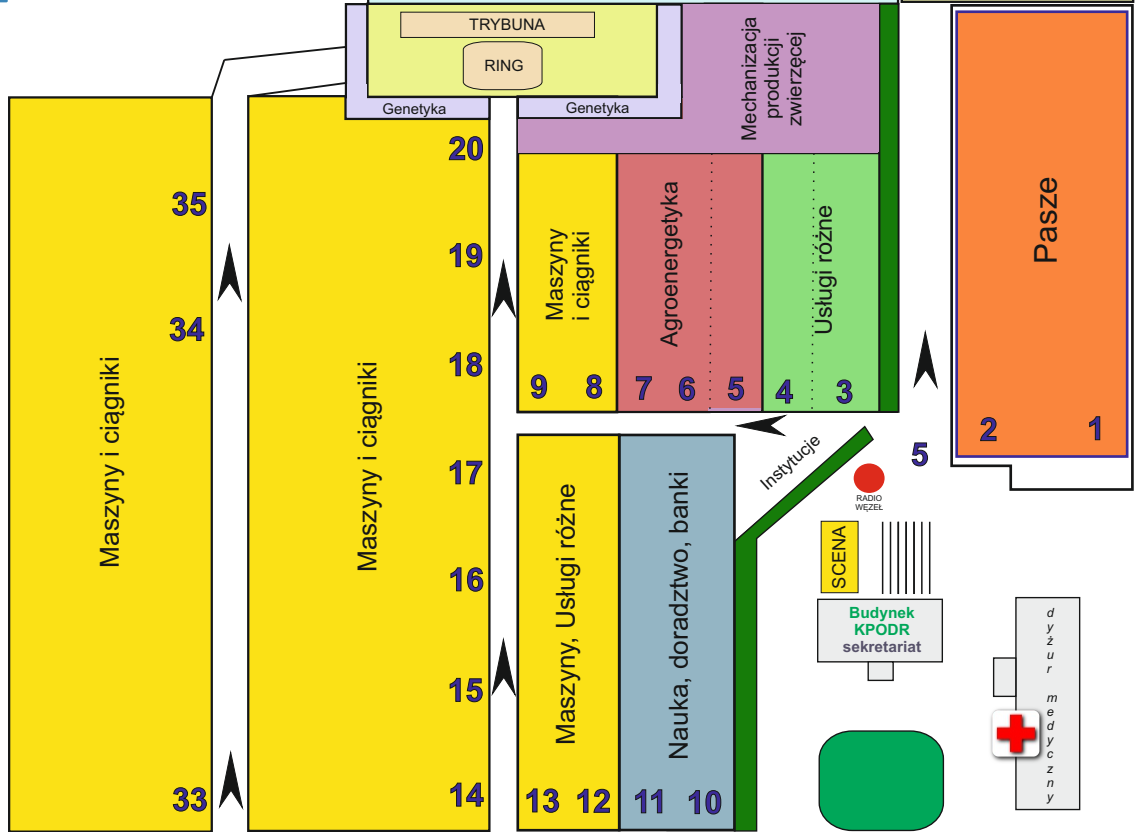 TRYBUNA
RING
Genetyka
Genetyka
Mechanizacja
produkcji
zwierzęcej
20
35
19
34
18
Maszyny i ciągniki
Maszyny i ciągniki
17
16
15
14
33
Maszyny
i ciągniki
9
8
Agroenergetyka
7
6
5
Usługi różne
4
3
Pasze
2
1
5
Instytucje
RADIO
WĘZEŁ
SCENA
Budynek
KPODR
sekretariat
dyżur medyczny
Maszyny, Usługi różne
13
12
Nauka, doradztwo, banki
11
10